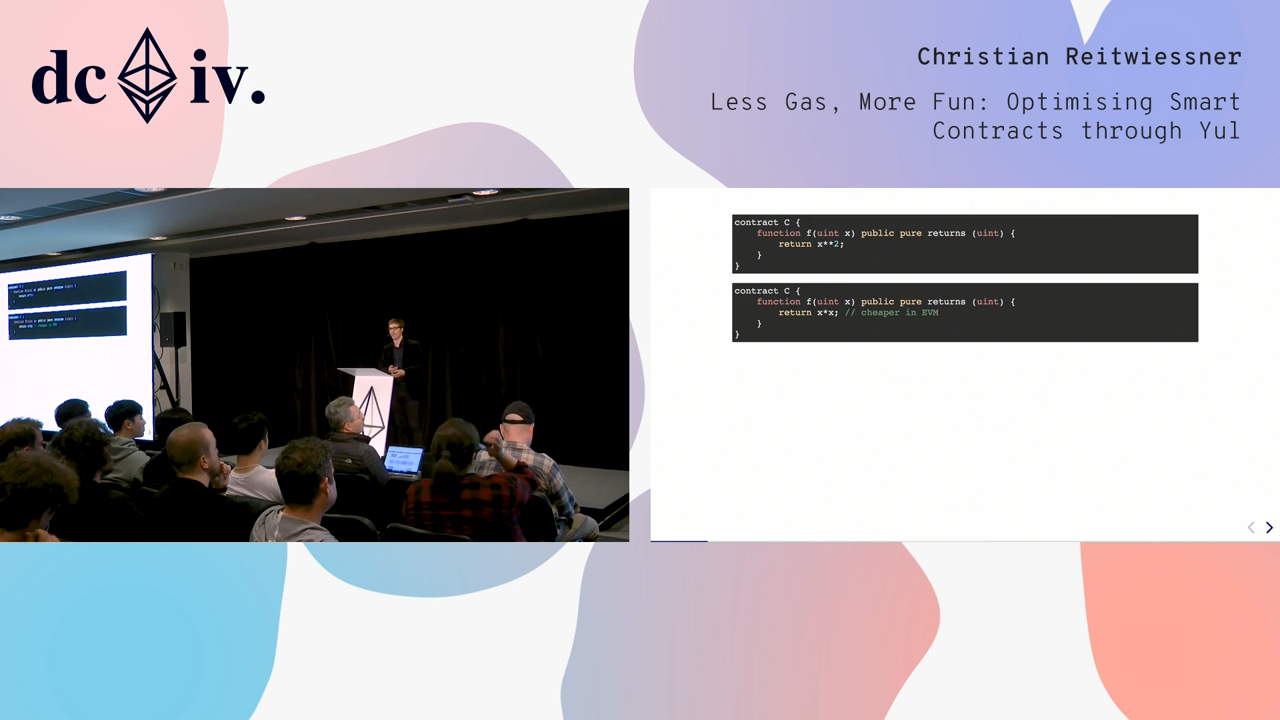 dc iv.
Christian Reitwiessner
Less Gas, More Fun: Optimising Smart
Contracts through Yul
contract C {
    function f(uint x) public pure returns (uint) {
        return x**2;
    }
}
contract C {
    function f(uint x) public pure returns (uint) {
        return x*x; // cheaper in EVM
    }
}